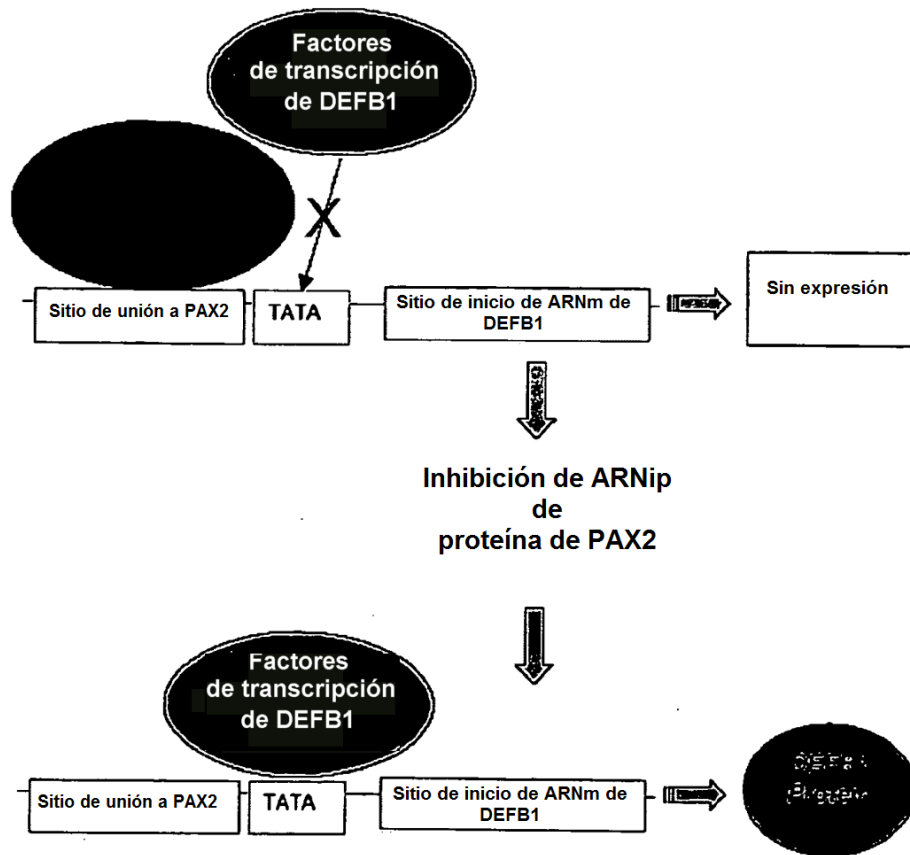 Factores
de transcripción
de DEFB1
Sitio de unión a PAX2
TATA
Sitio de inicio de ARNm de
DEFB1
Sin expresión
Inhibición de ARNip
de
proteína de PAX2
Factores
de transcripción
de DEFB1
Sitio de unión a PAX2
TATA
Sitio de inicio de ARNm de
DEFB1